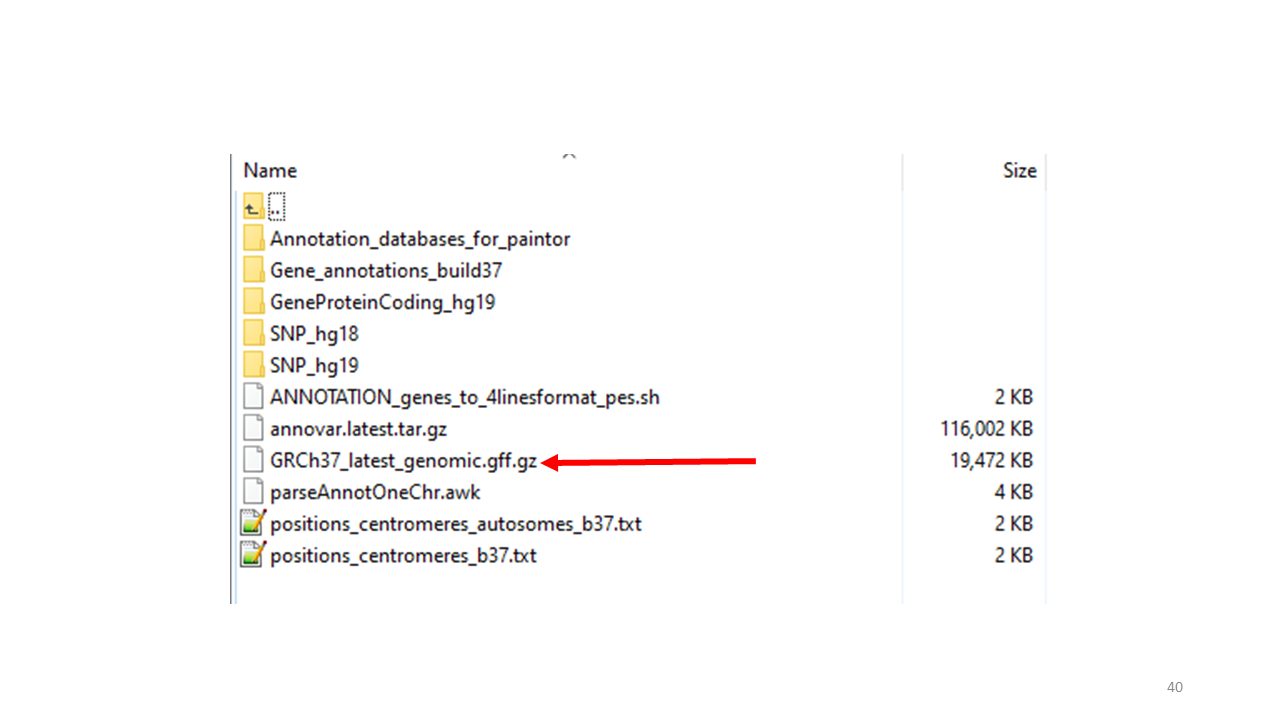 Name Size
..
Annotation_databases_for_paintor
Gene_annotations_build37
GeneProteinCoding_hg19
SNP_hg18
SNP_hg19
ANNOTATION_genes_to_4linesformat_pes.sh 2 KB
annovar.latest.tar.gz 116,002 KB
GRCh37_latest_genomic.gff.gz 19,472 KB
parseAnnotOneChr.awk 4 KB
positions_centromeres_autosomes_b37.txt 2 KB
positions_centromeres_b37.txt 2 KB
40